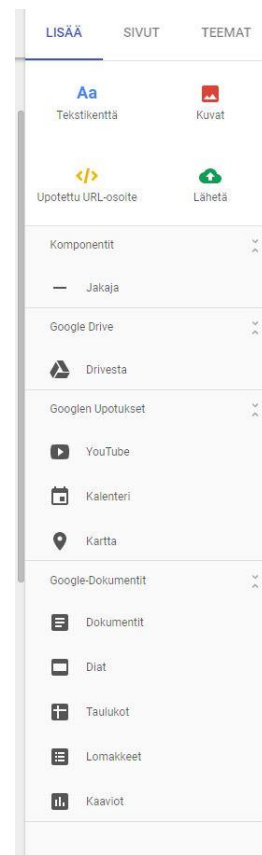 LISÄÄ SIVUT TEEMAT
Aa
Tekstikenttä Kuvat
Upotettu URL-osoite Lähetä
Komponentit
Jakaja
Google Drive
Drivesta
Googlen Upotukset
YouTube
Kalenteri
Kartta
Google-Dokumentit
Dokumentit
Diat
Taulukot
Lomakkeet
Kaaviot